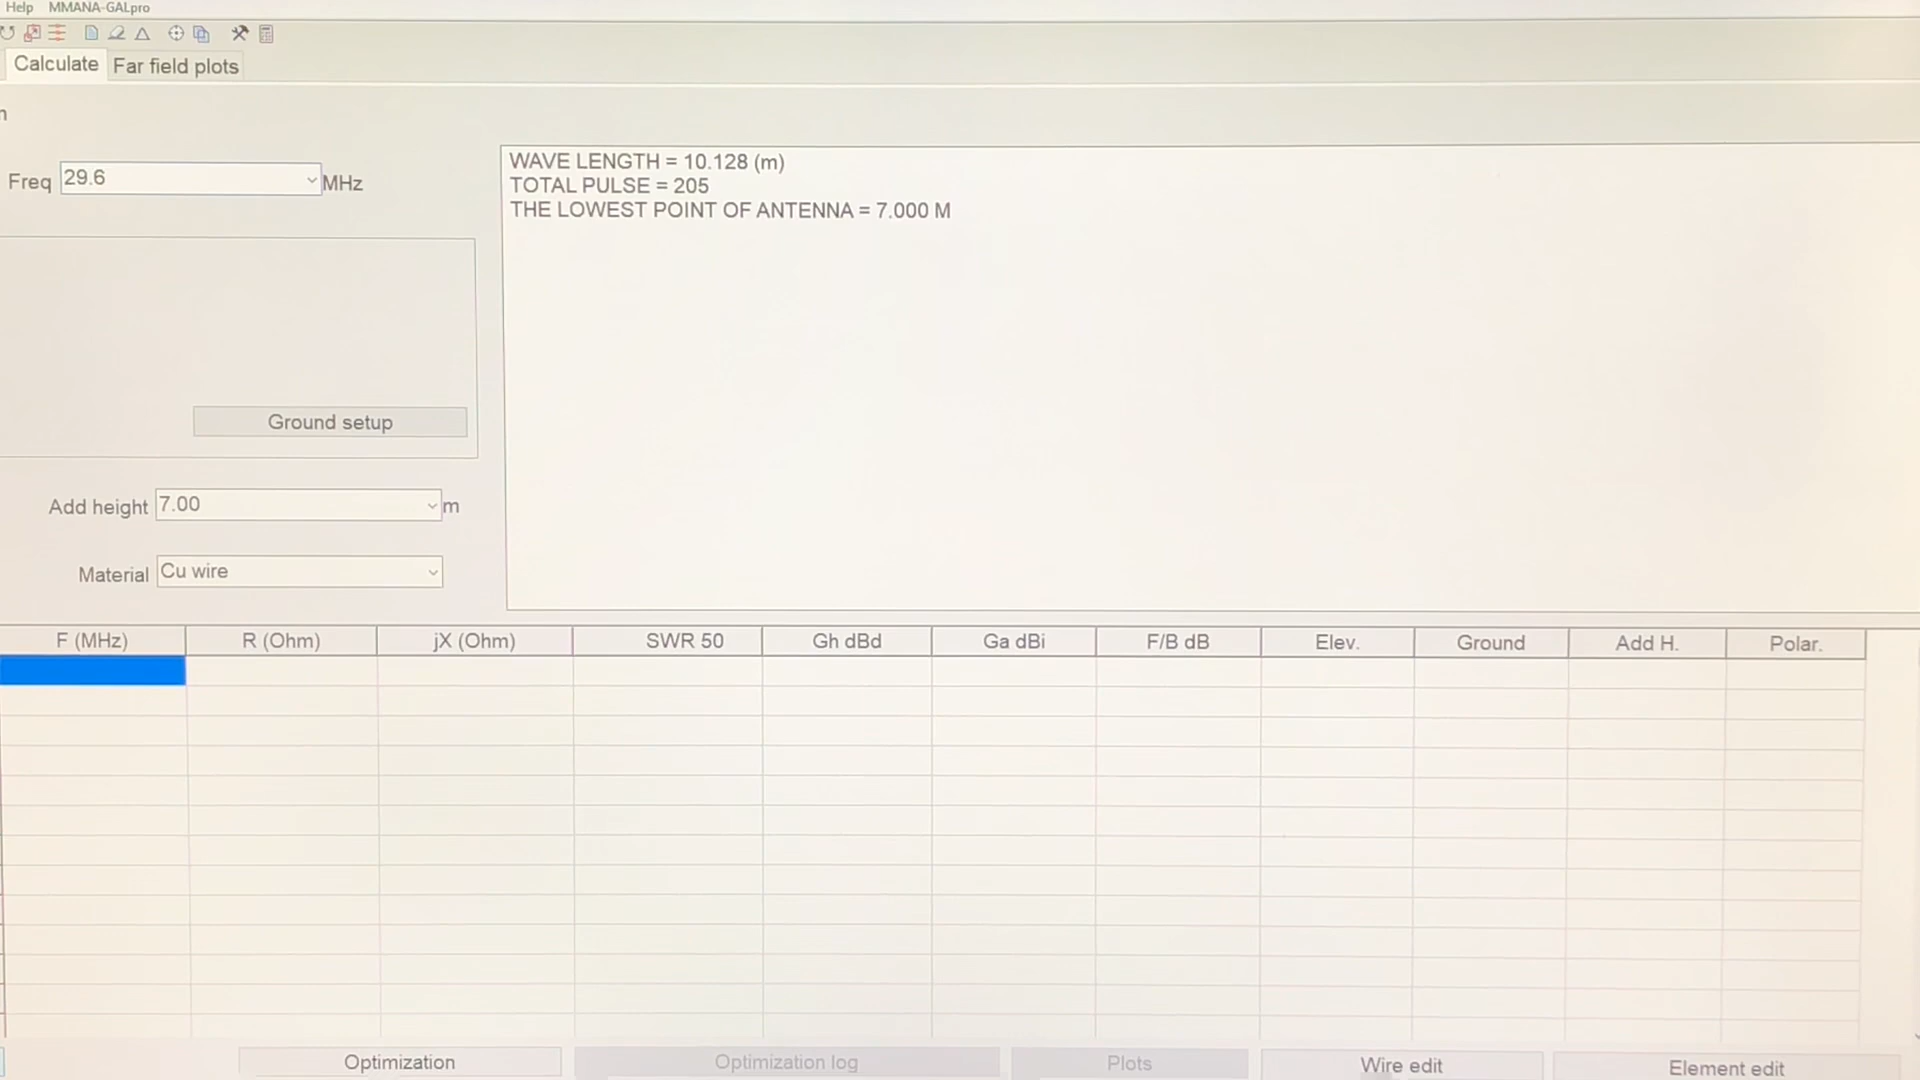 Help MMANA-GALpro
Calculate Far field plots
Freq 29.6 MHz
WAVE LENGTH = 10.128 (m)
TOTAL PULSE = 205
THE LOWEST POINT OF ANTENNA = 7.000 M
Ground setup
Add height 7.00 m
Material Cu wire
F (MHz) R (Ohm) jX (Ohm) SWR 50 Gh dBd Ga dBi F/B dB Elev. Ground Add H. Polar.
Optimization Optimization log Plots Wire edit Element edit